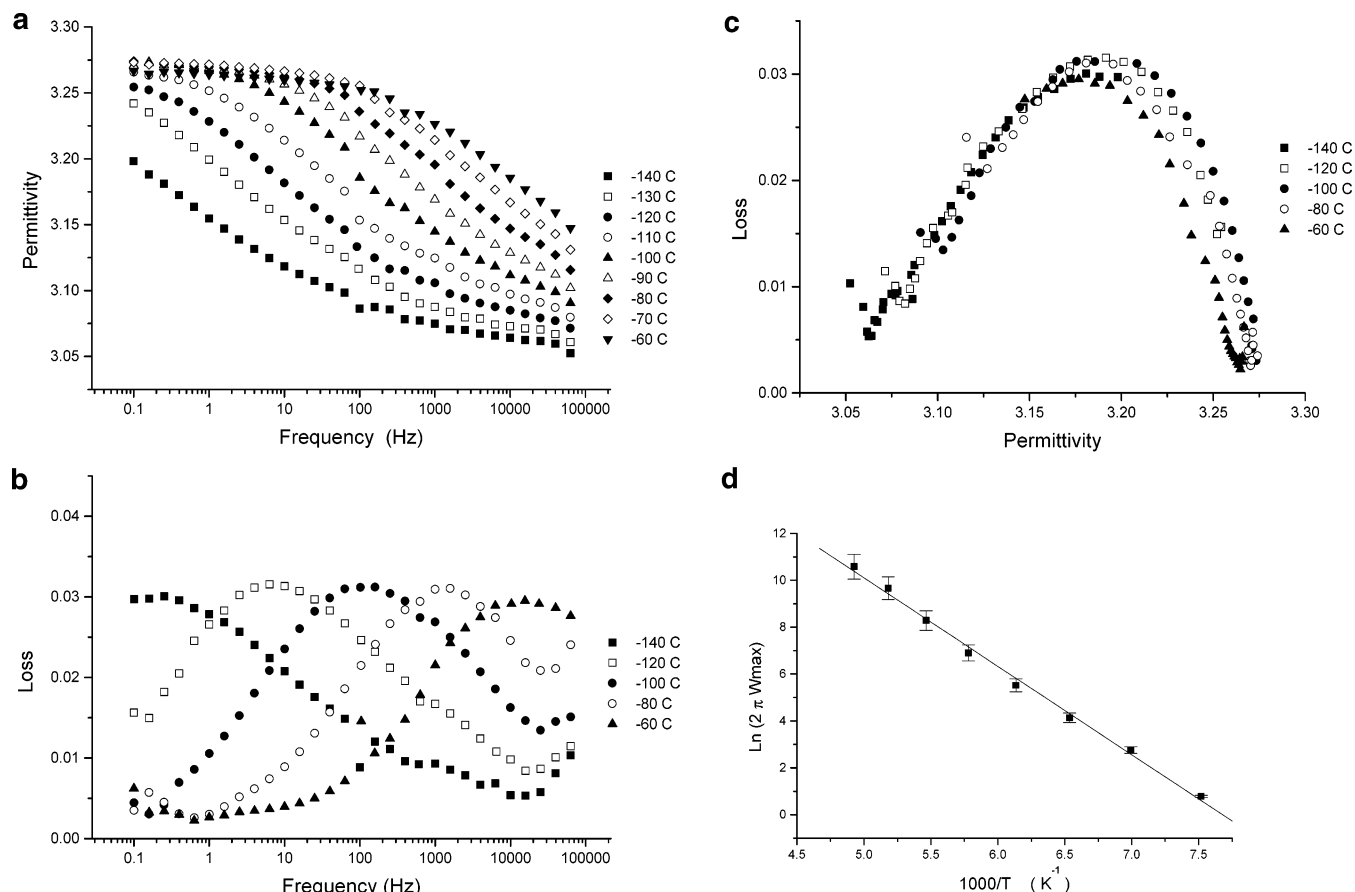 a
3.30
3.25
3.20
3.15
3.10
3.05
Permittivity
0.1 1 10 100 1000 10000 100000
Frequency (Hz)
-140 C
-130 C
-120 C
-110 C
-100 C
-90 C
-80 C
-70 C
-60 C
b
0.04
0.03
0.02
0.01
0.00
Loss
0.1 1 10 100 1000 10000 100000
Frequency (Hz)
-140 C
-120 C
-100 C
-80 C
-60 C
c
0.03
0.02
0.01
0.00
Loss
3.05 3.10 3.15 3.20 3.25 3.30
Permittivity
-140 C
-120 C
-100 C
-80 C
-60 C
d
12
10
8
6
4
2
0
Ln (2 π Wmax)
4.5 5.0 5.5 6.0 6.5 7.0 7.5
1000/T ( K⁻¹)